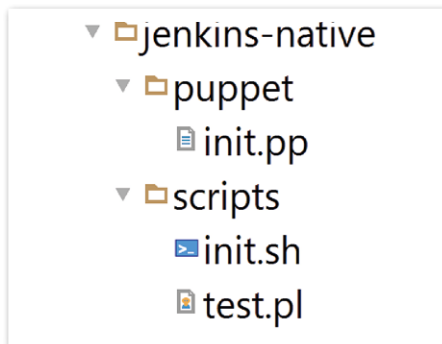 jenkins-native
puppet
init.pp
scripts
init.sh
test.pl